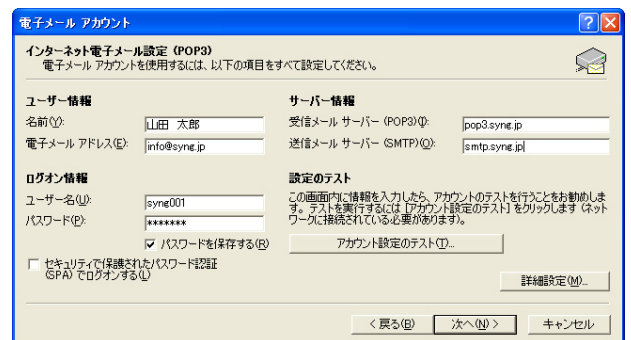 電子メール アカウント
インターネット電子メール設定 (POP3)
電子メール アカウントを使用するには、以下の項目をすべて設定してください。
ユーザー情報
名前(Y):
山田 太郎
電子メール アドレス(E):
info@syne.jp
サーバー情報
受信メール サーバー (POP3)(I):
pop3.syne.jp
送信メール サーバー (SMTP)(O):
smtp.syne.jp
ログオン情報
ユーザー名(U):
syne001
パスワード(P):
*******
パスワードを保存する(R)
セキュリティで保護されたパスワード認証
(SPA) でログオンする(L)
設定のテスト
この画面内に情報を入力したら、アカウントのテストを行うことをお勧めしま
す。テストを実行するには [アカウント設定のテスト] をクリックします (ネット
ワークに接続されている必要があります)。
アカウント設定のテスト(T)...
詳細設定(M)...
< 戻る(B)
次へ(N) >
キャンセル